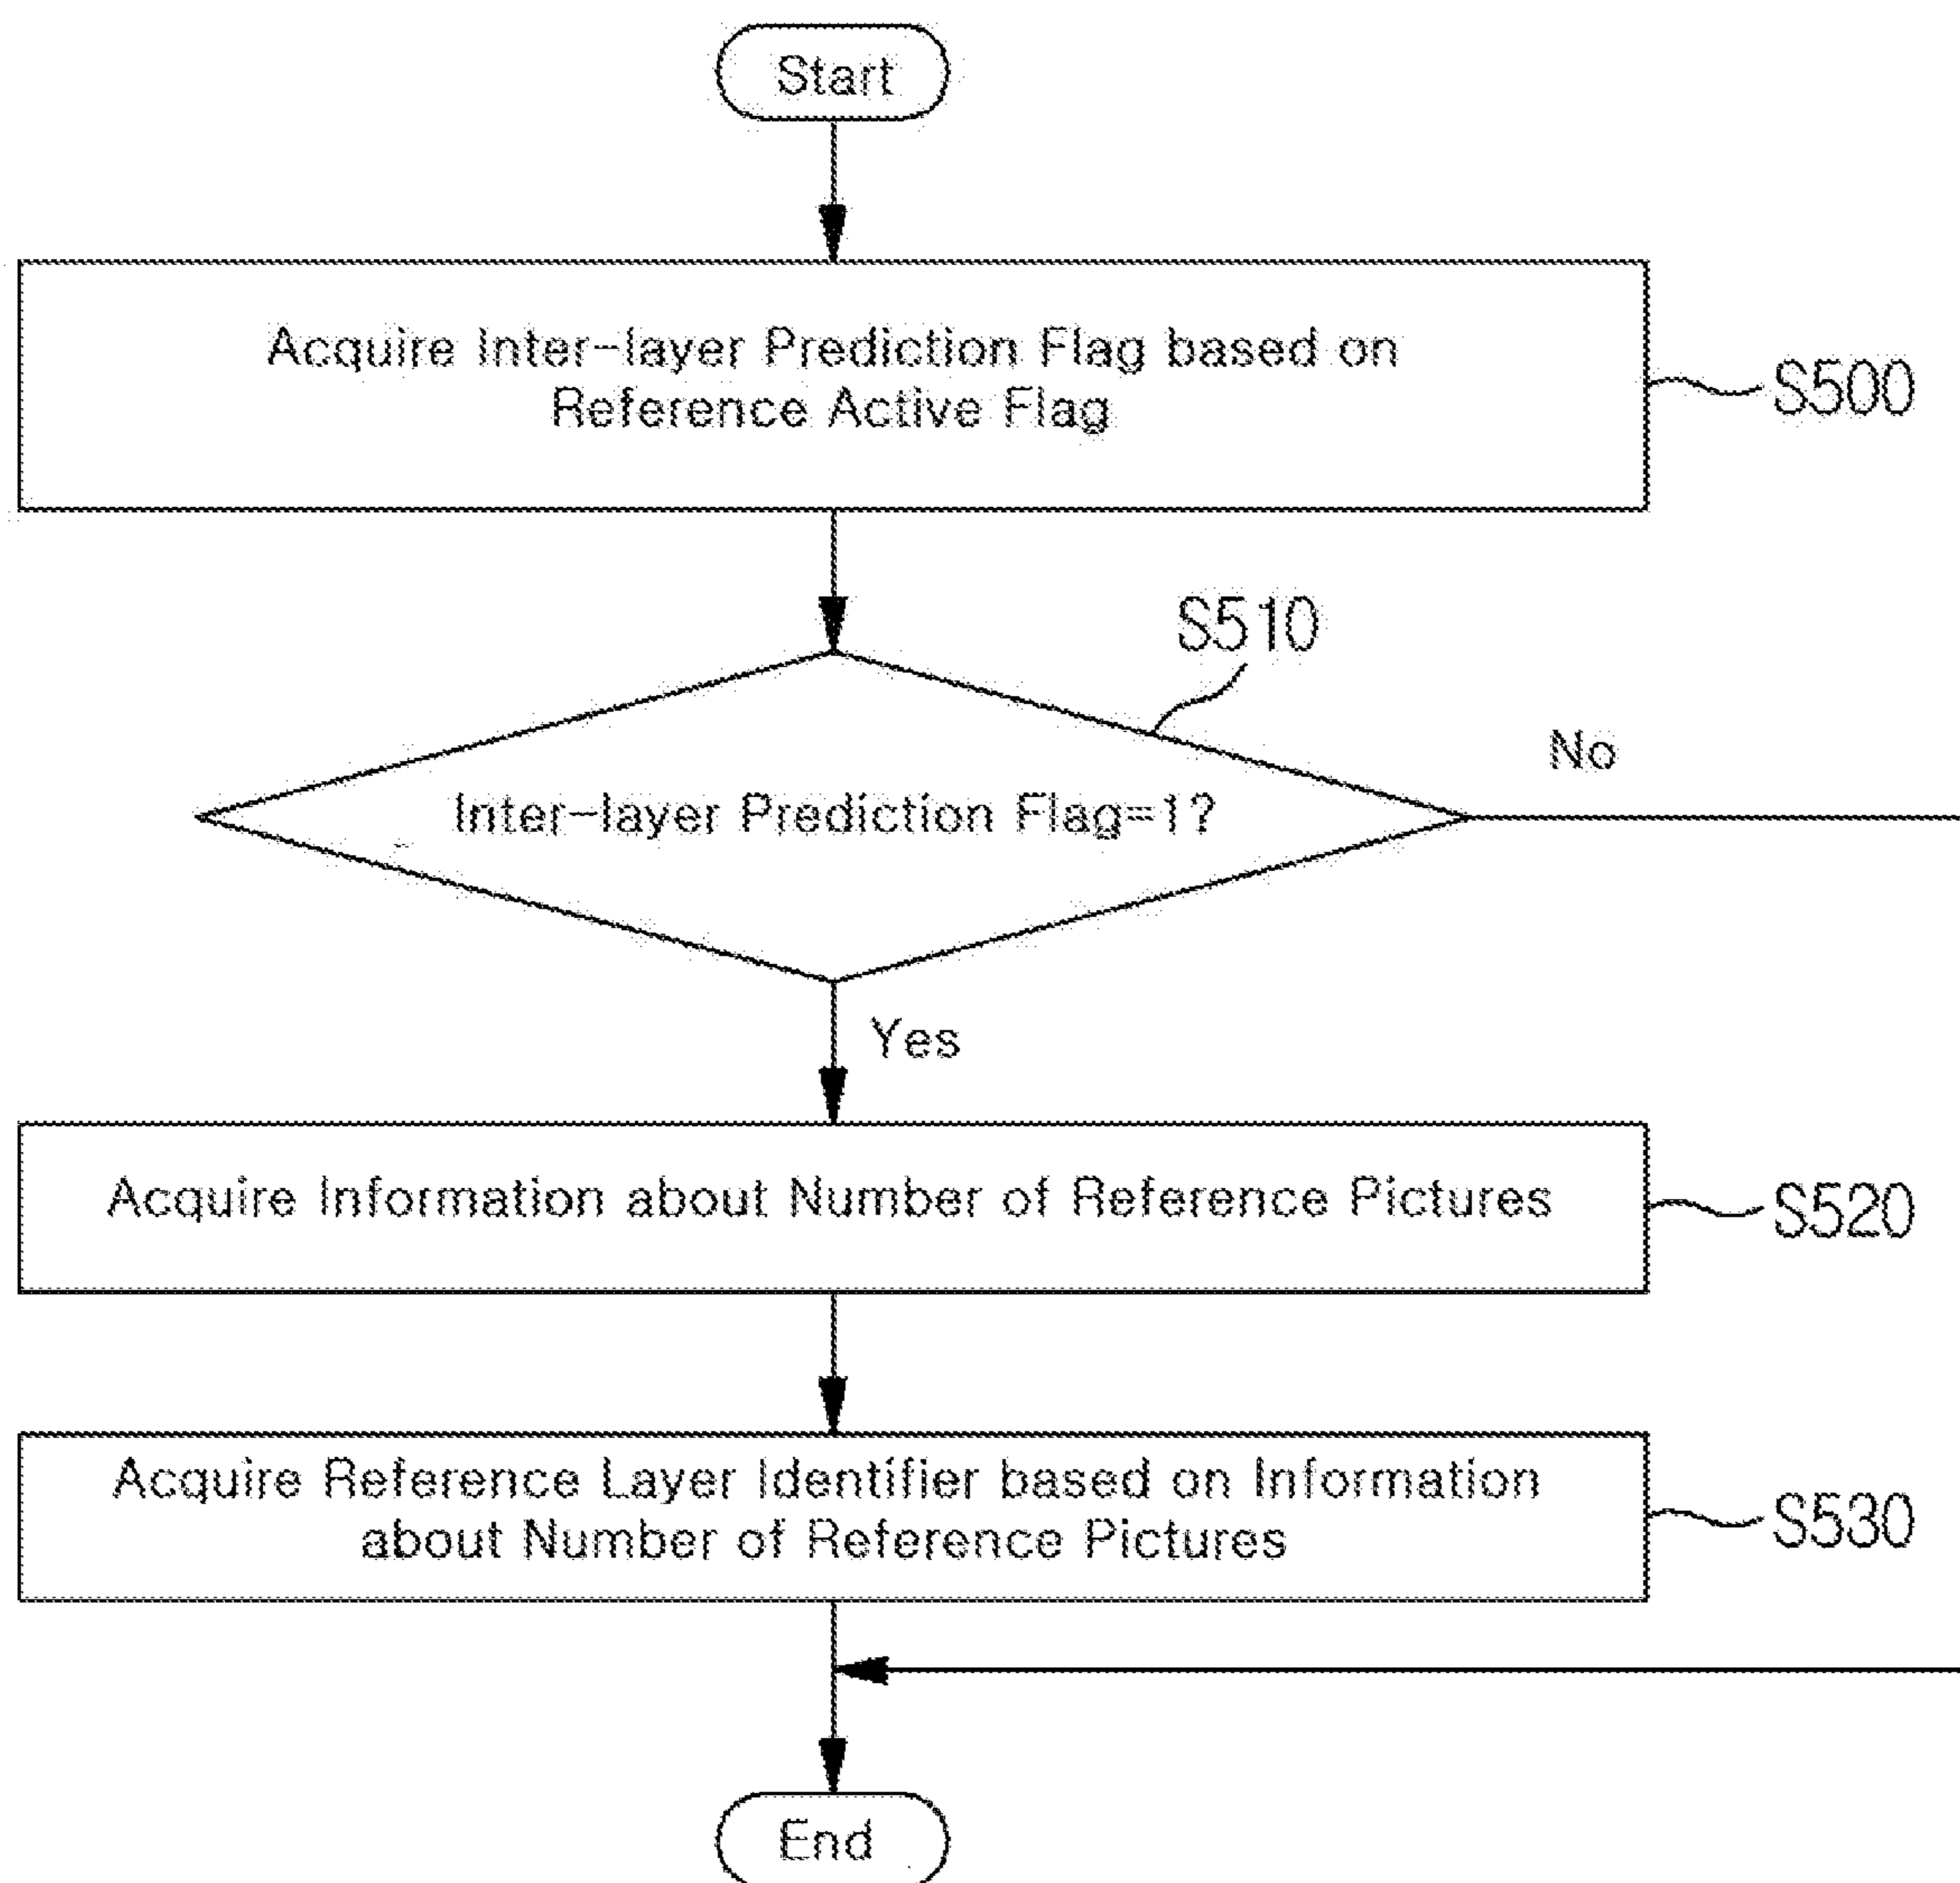 Start
Acquire Inter-layer Prediction Flag based on
Reference Active Flag
S500
S510
No
Inter-layer Prediction Flag=1?
Yes
Acquire Information about Number of Reference Pictures
S520
Acquire Reference Layer Identifier based on Information
about Number of Reference Pictures
S530
End